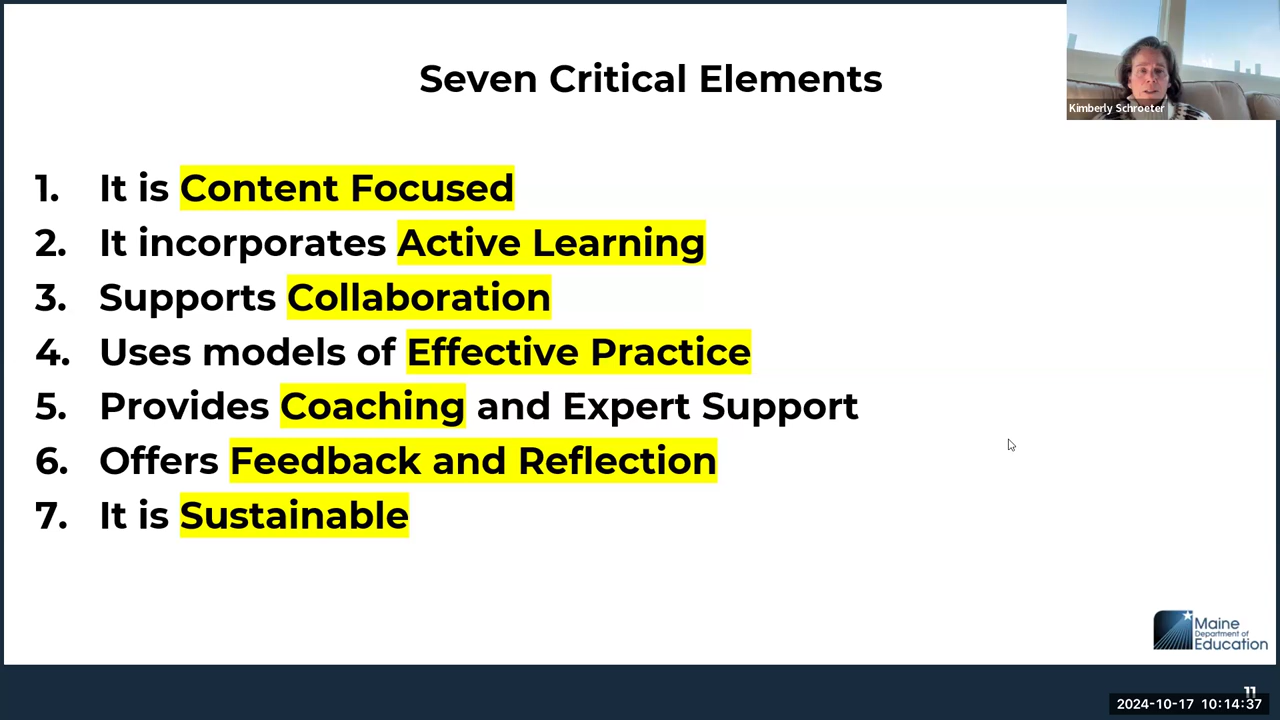 Seven Critical Elements
Kimberly Schroeter
1. It is Content Focused
2. It incorporates Active Learning
3. Supports Collaboration
4. Uses models of Effective Practice
5. Provides Coaching and Expert Support
6. Offers Feedback and Reflection
7. It is Sustainable
Maine
Department of
Education
11
2024-10-17 10:14:37